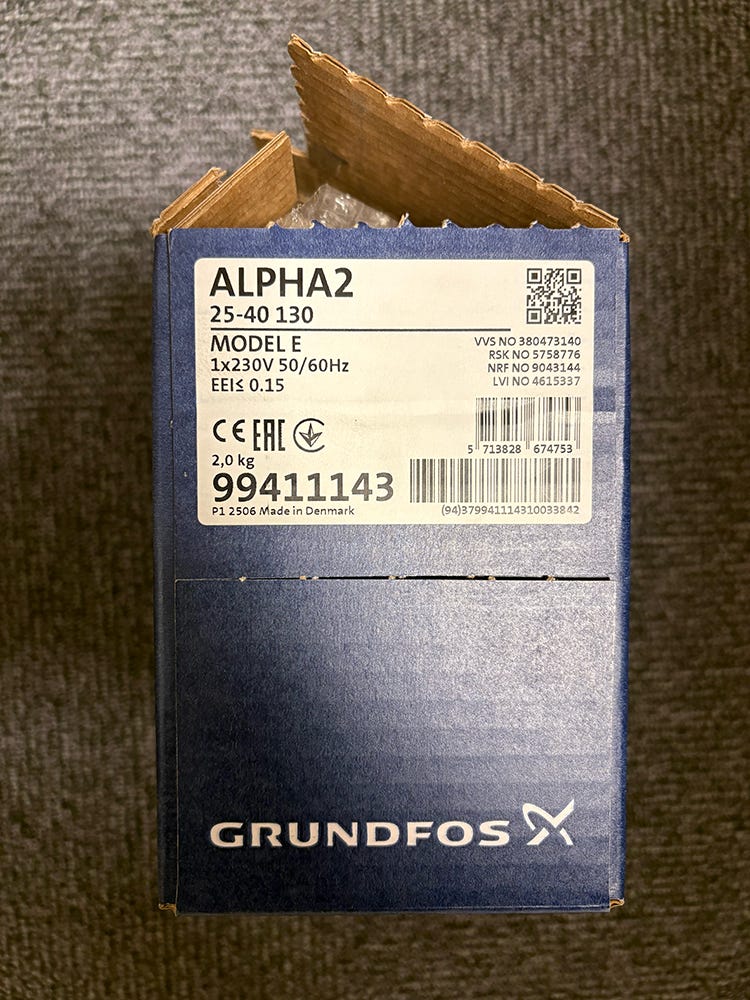 ALPHA2
25-40 130
MODEL E
1x230V 50/60Hz
EEI≤ 0.15
VVS NO 380473140
RSK NO 5758776
NRF NO 9043144
LVI NO 4615337
CE EAC
5 713828 674753
2,0 kg
99411143
P1 2506 Made in Denmark
(94)379941114310033842
GRUNDFOS